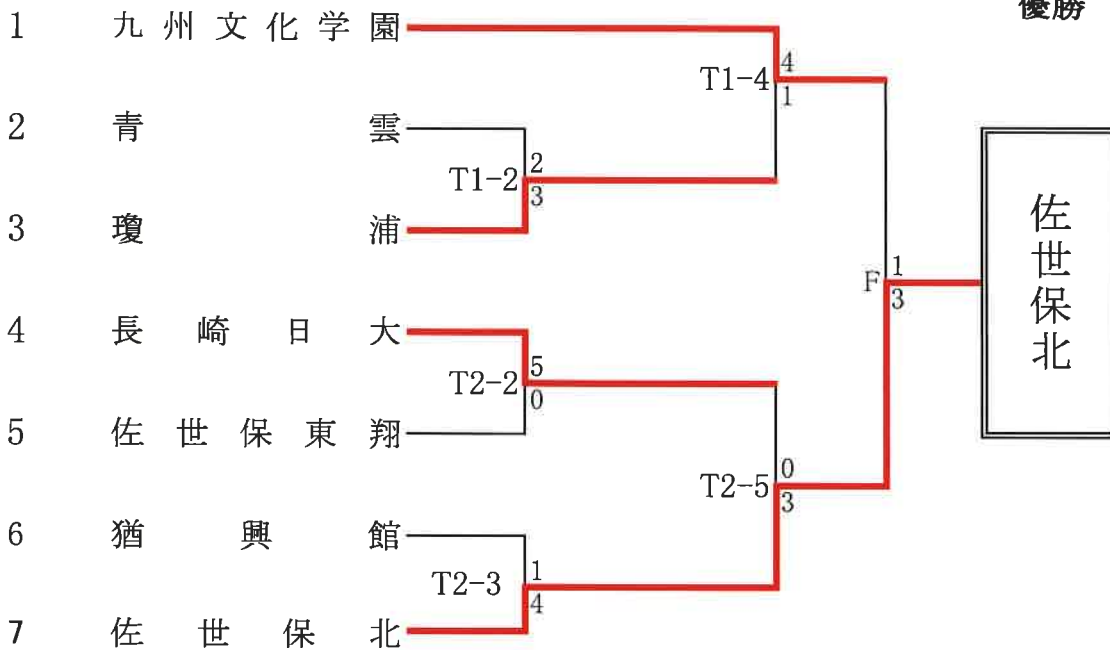 優勝
1 九州文化学園
T1-4
4
1
2 青雲
T1-2
2
3
3 瓊浦
佐世保北
F
1
3
4 長崎日大
T2-2
5
0
5 佐世保東翔
T2-5
0
3
6 猶興館
T2-3
1
4
7 佐世保北